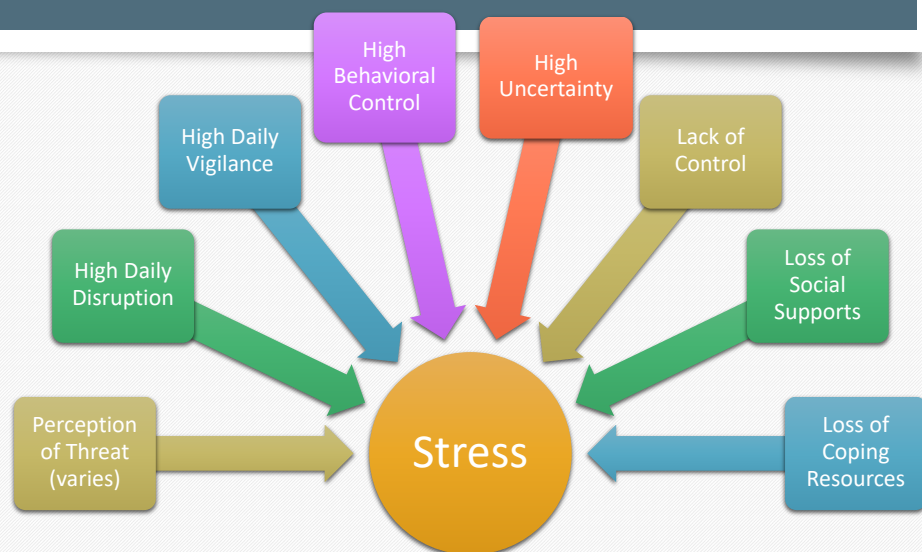 Perception
of Threat
(varies)
High Daily
Disruption
High Daily
Vigilance
High
Behavioral
Control
High
Uncertainty
Lack of
Control
Loss of
Social
Supports
Loss of
Coping
Resources
Stress